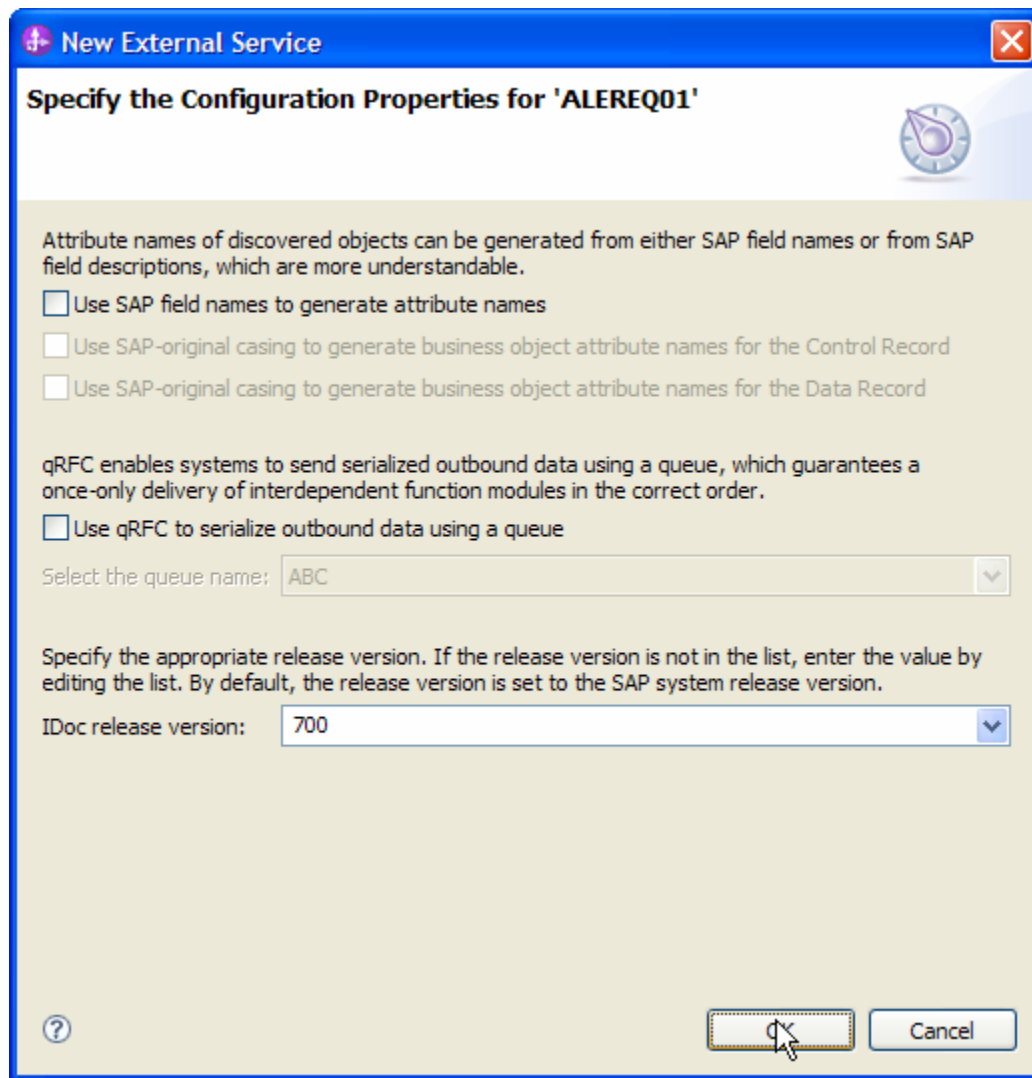 New External Service
Specify the Configuration Properties for 'ALEREQ01'
Attribute names of discovered objects can be generated from either SAP field names or from SAP
field descriptions, which are more understandable.
Use SAP field names to generate attribute names
Use SAP-original casing to generate business object attribute names for the Control Record
Use SAP-original casing to generate business object attribute names for the Data Record
qRFC enables systems to send serialized outbound data using a queue, which guarantees a
once-only delivery of interdependent function modules in the correct order.
Use qRFC to serialize outbound data using a queue
Select the queue name: ABC
Specify the appropriate release version. If the release version is not in the list, enter the value by
editing the list. By default, the release version is set to the SAP system release version.
IDoc release version: 700
? OK Cancel